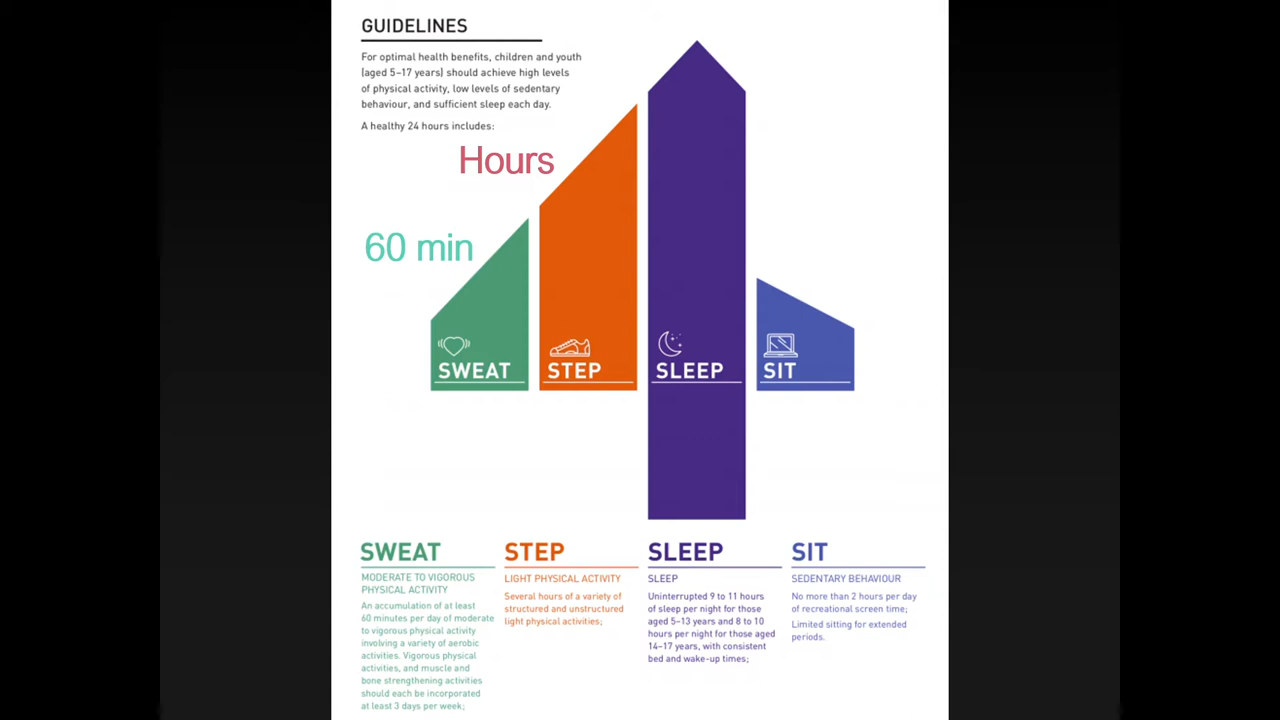 GUIDELINES
For optimal health benefits, children and youth
(aged 5–17 years) should achieve high levels
of physical activity, low levels of sedentary
behaviour, and sufficient sleep each day.
A healthy 24 hours includes:
Hours
60 min
SWEAT
STEP
SLEEP
SIT
SWEAT
MODERATE TO VIGOROUS
PHYSICAL ACTIVITY
An accumulation of at least
60 minutes per day of moderate
to vigorous physical activity
involving a variety of aerobic
activities. Vigorous physical
activities, and muscle and
bone strengthening activities
should each be incorporated
at least 3 days per week;
STEP
LIGHT PHYSICAL ACTIVITY
Several hours of a variety of
structured and unstructured
light physical activities;
SLEEP
SLEEP
Uninterrupted 9 to 11 hours
of sleep per night for those
aged 5–13 years and 8 to 10
hours per night for those aged
14–17 years, with consistent
bed and wake-up times;
SIT
SEDENTARY BEHAVIOUR
No more than 2 hours per day
of recreational screen time;
Limited sitting for extended
periods.